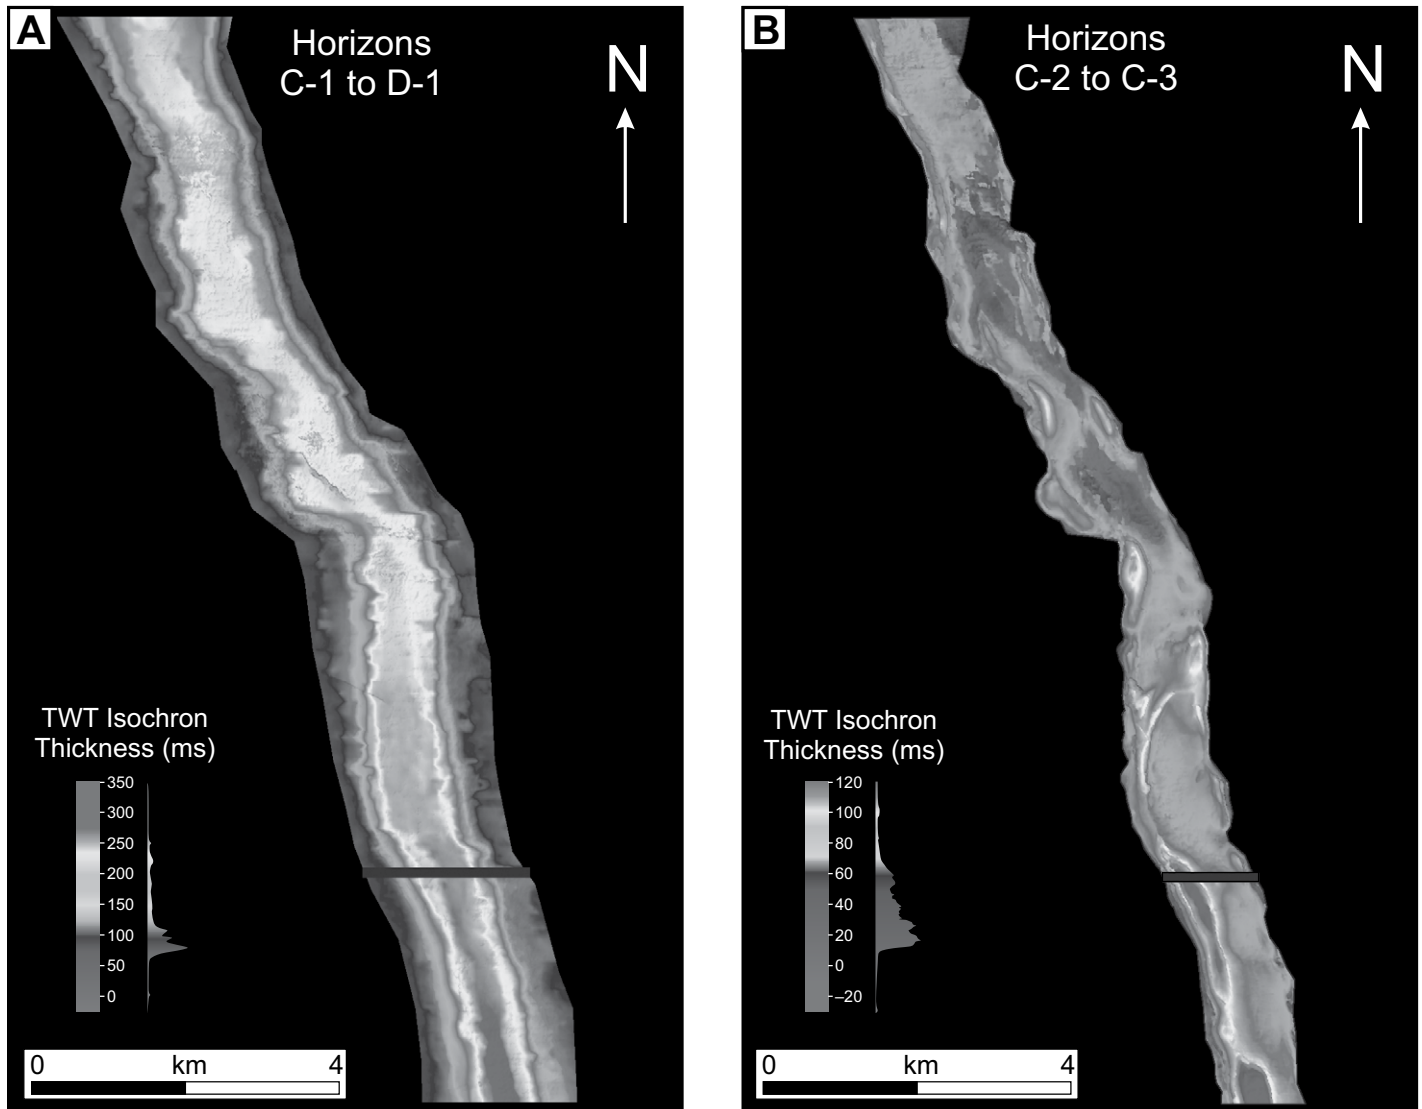 A
Horizons
C-1 to D-1
N
TWT Isochron
Thickness (ms)
350
300
250
200
150
100
50
0
0 km 4
B
Horizons
C-2 to C-3
N
TWT Isochron
Thickness (ms)
120
100
80
60
40
20
0
–20
0 km 4